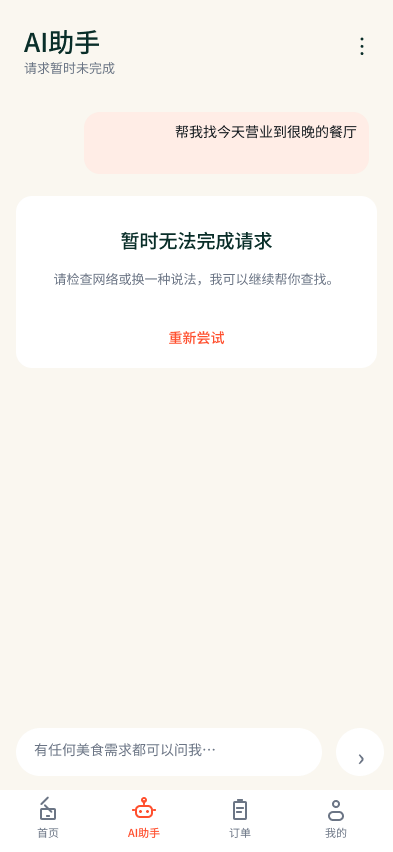 AI助手
请求暂时未完成
帮我找今天营业到很晚的餐厅
暂时无法完成请求
请检查网络或换一种说法，我可以继续帮你查找。
重新尝试
有任何美食需求都可以问我…
首页
AI助手
订单
我的